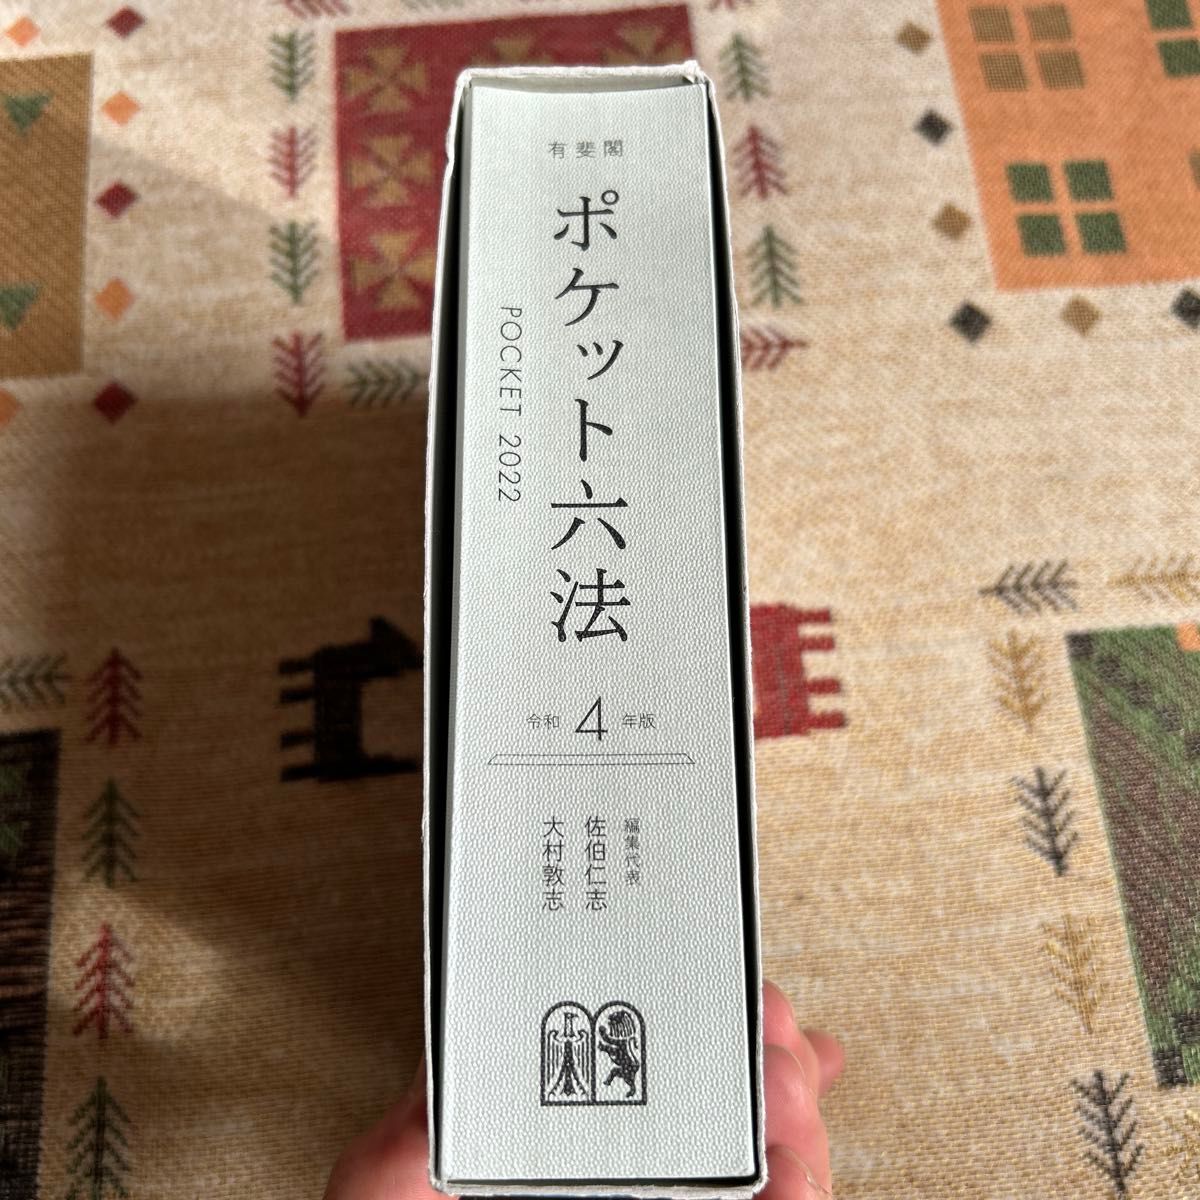 有斐閣
ポケット六法
POCKET 2022
令和4年版
編集代表
佐伯仁志
大村敦志